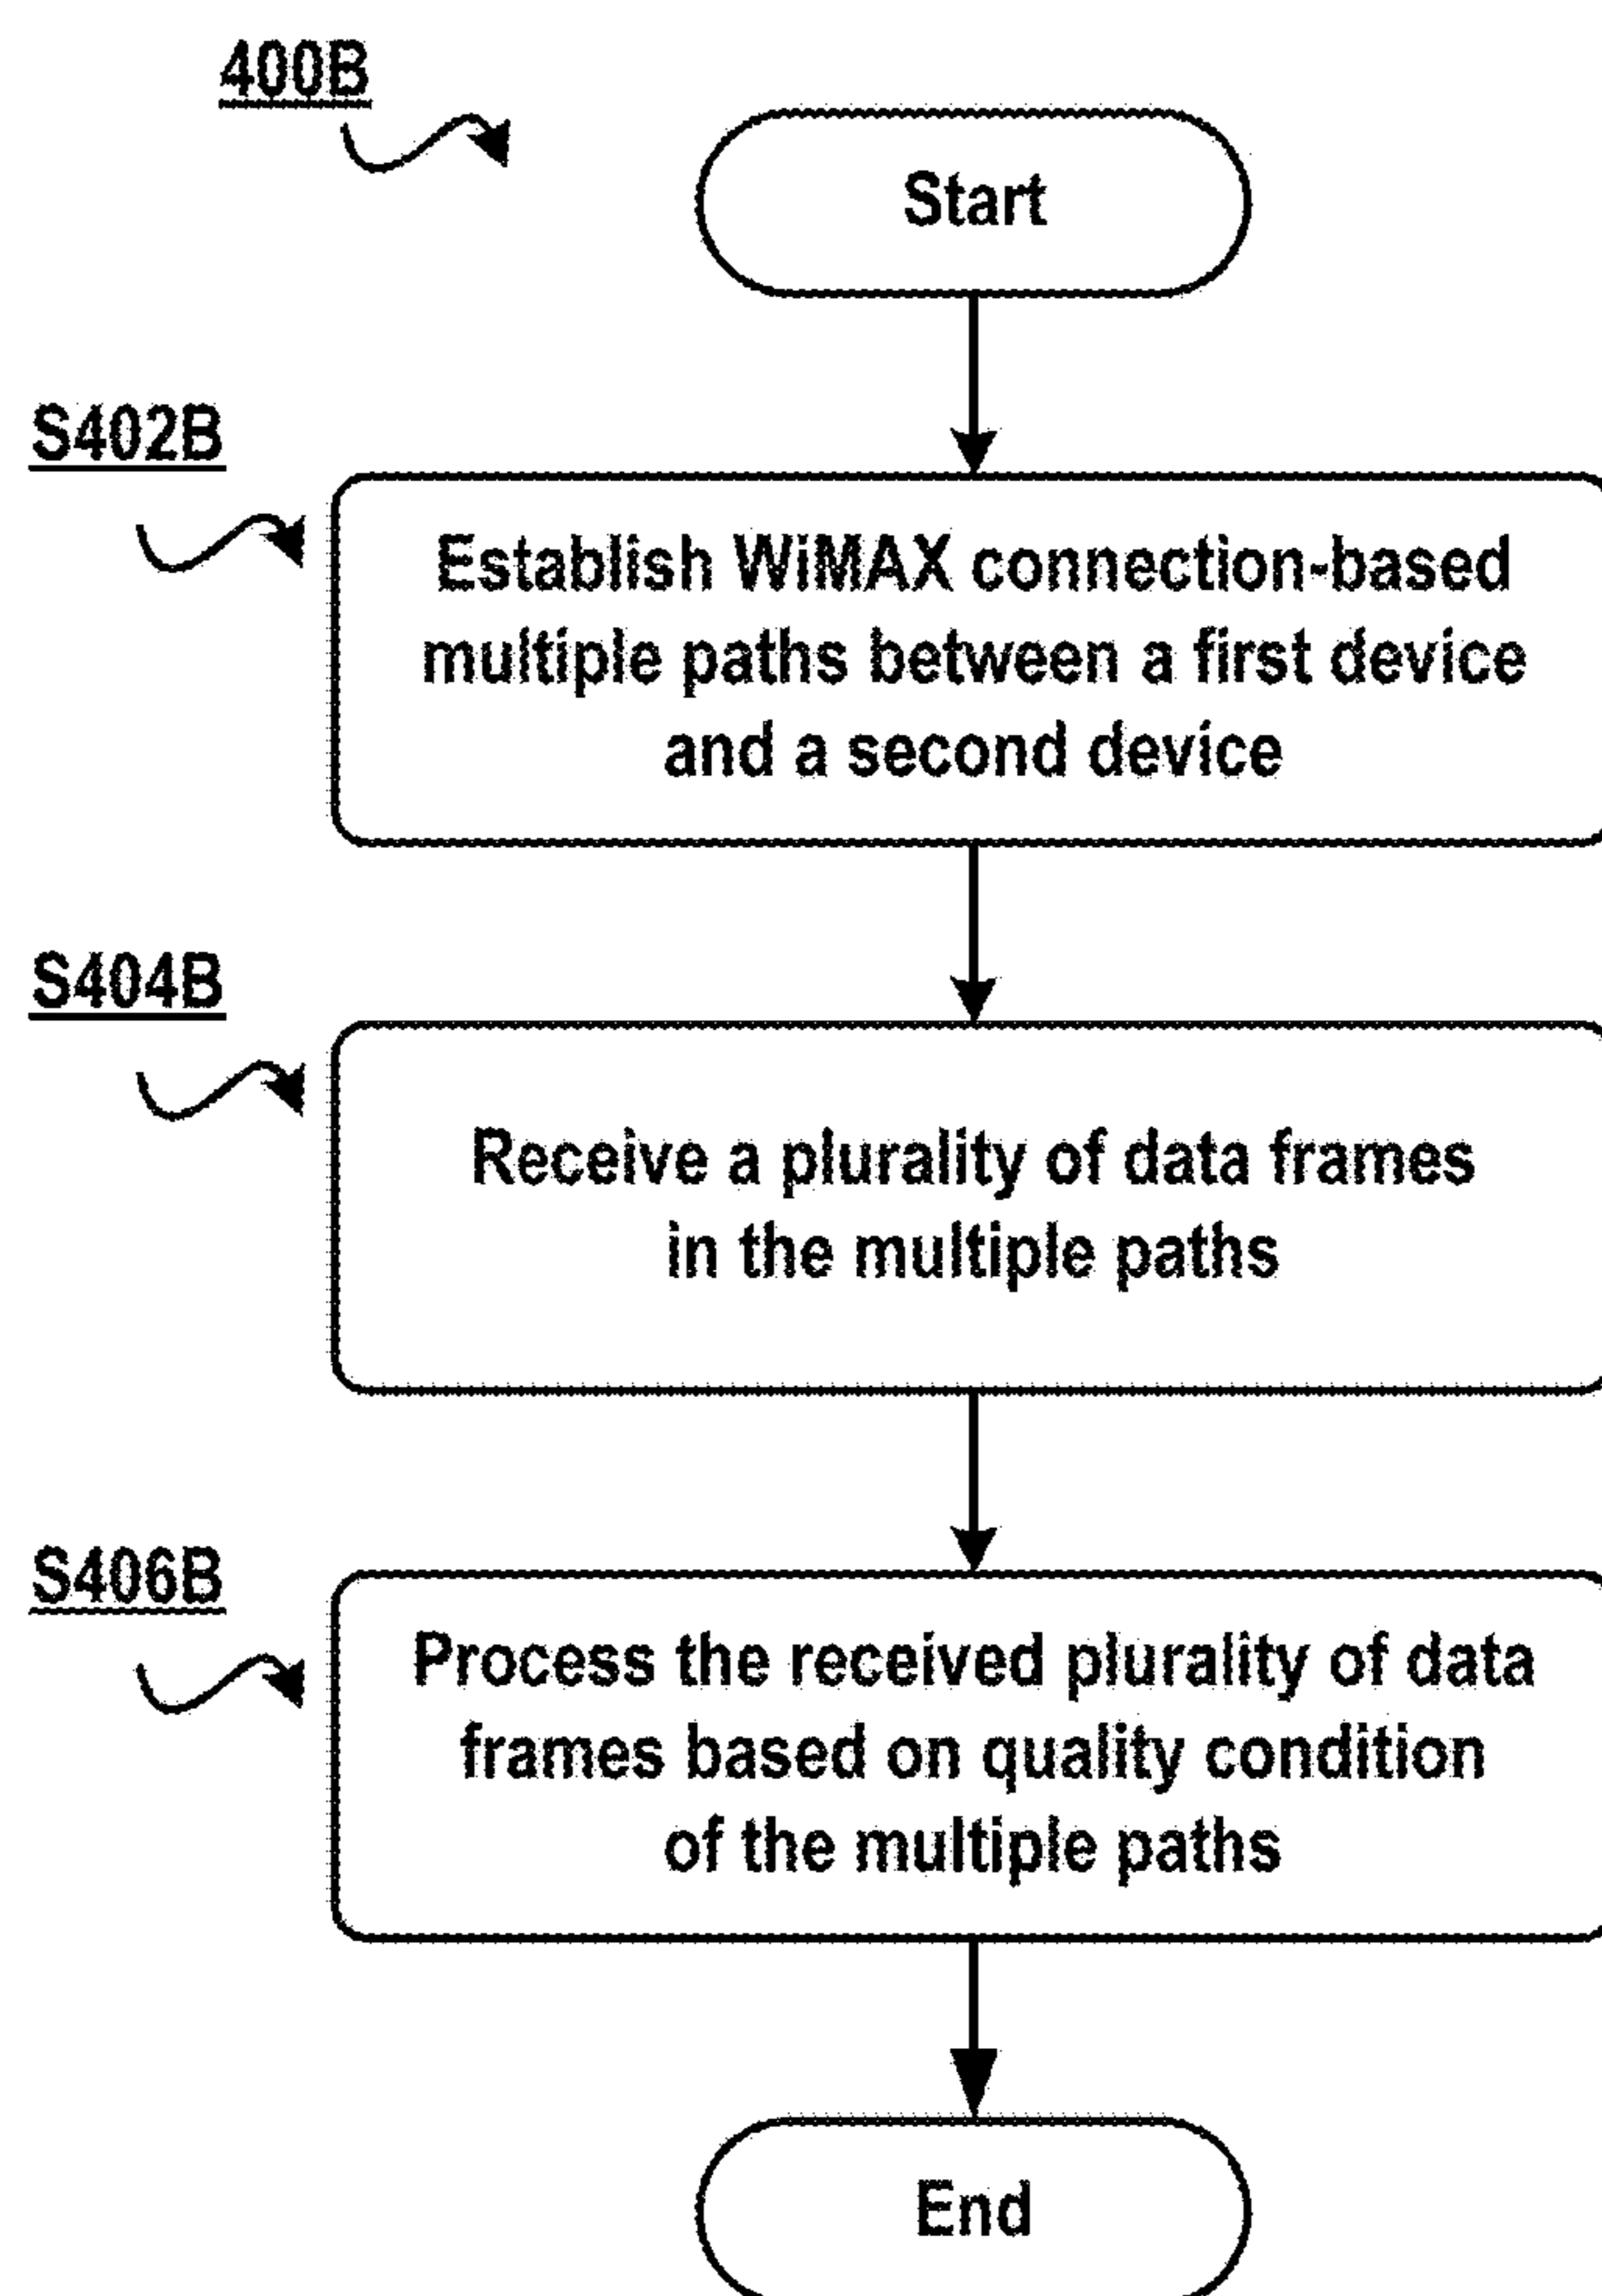 400B
Start
S402B
Establish WiMAX connection-based
multiple paths between a first device
and a second device
S404B
Receive a plurality of data frames
in the multiple paths
S406B
Process the received plurality of data
frames based on quality condition
of the multiple paths
End